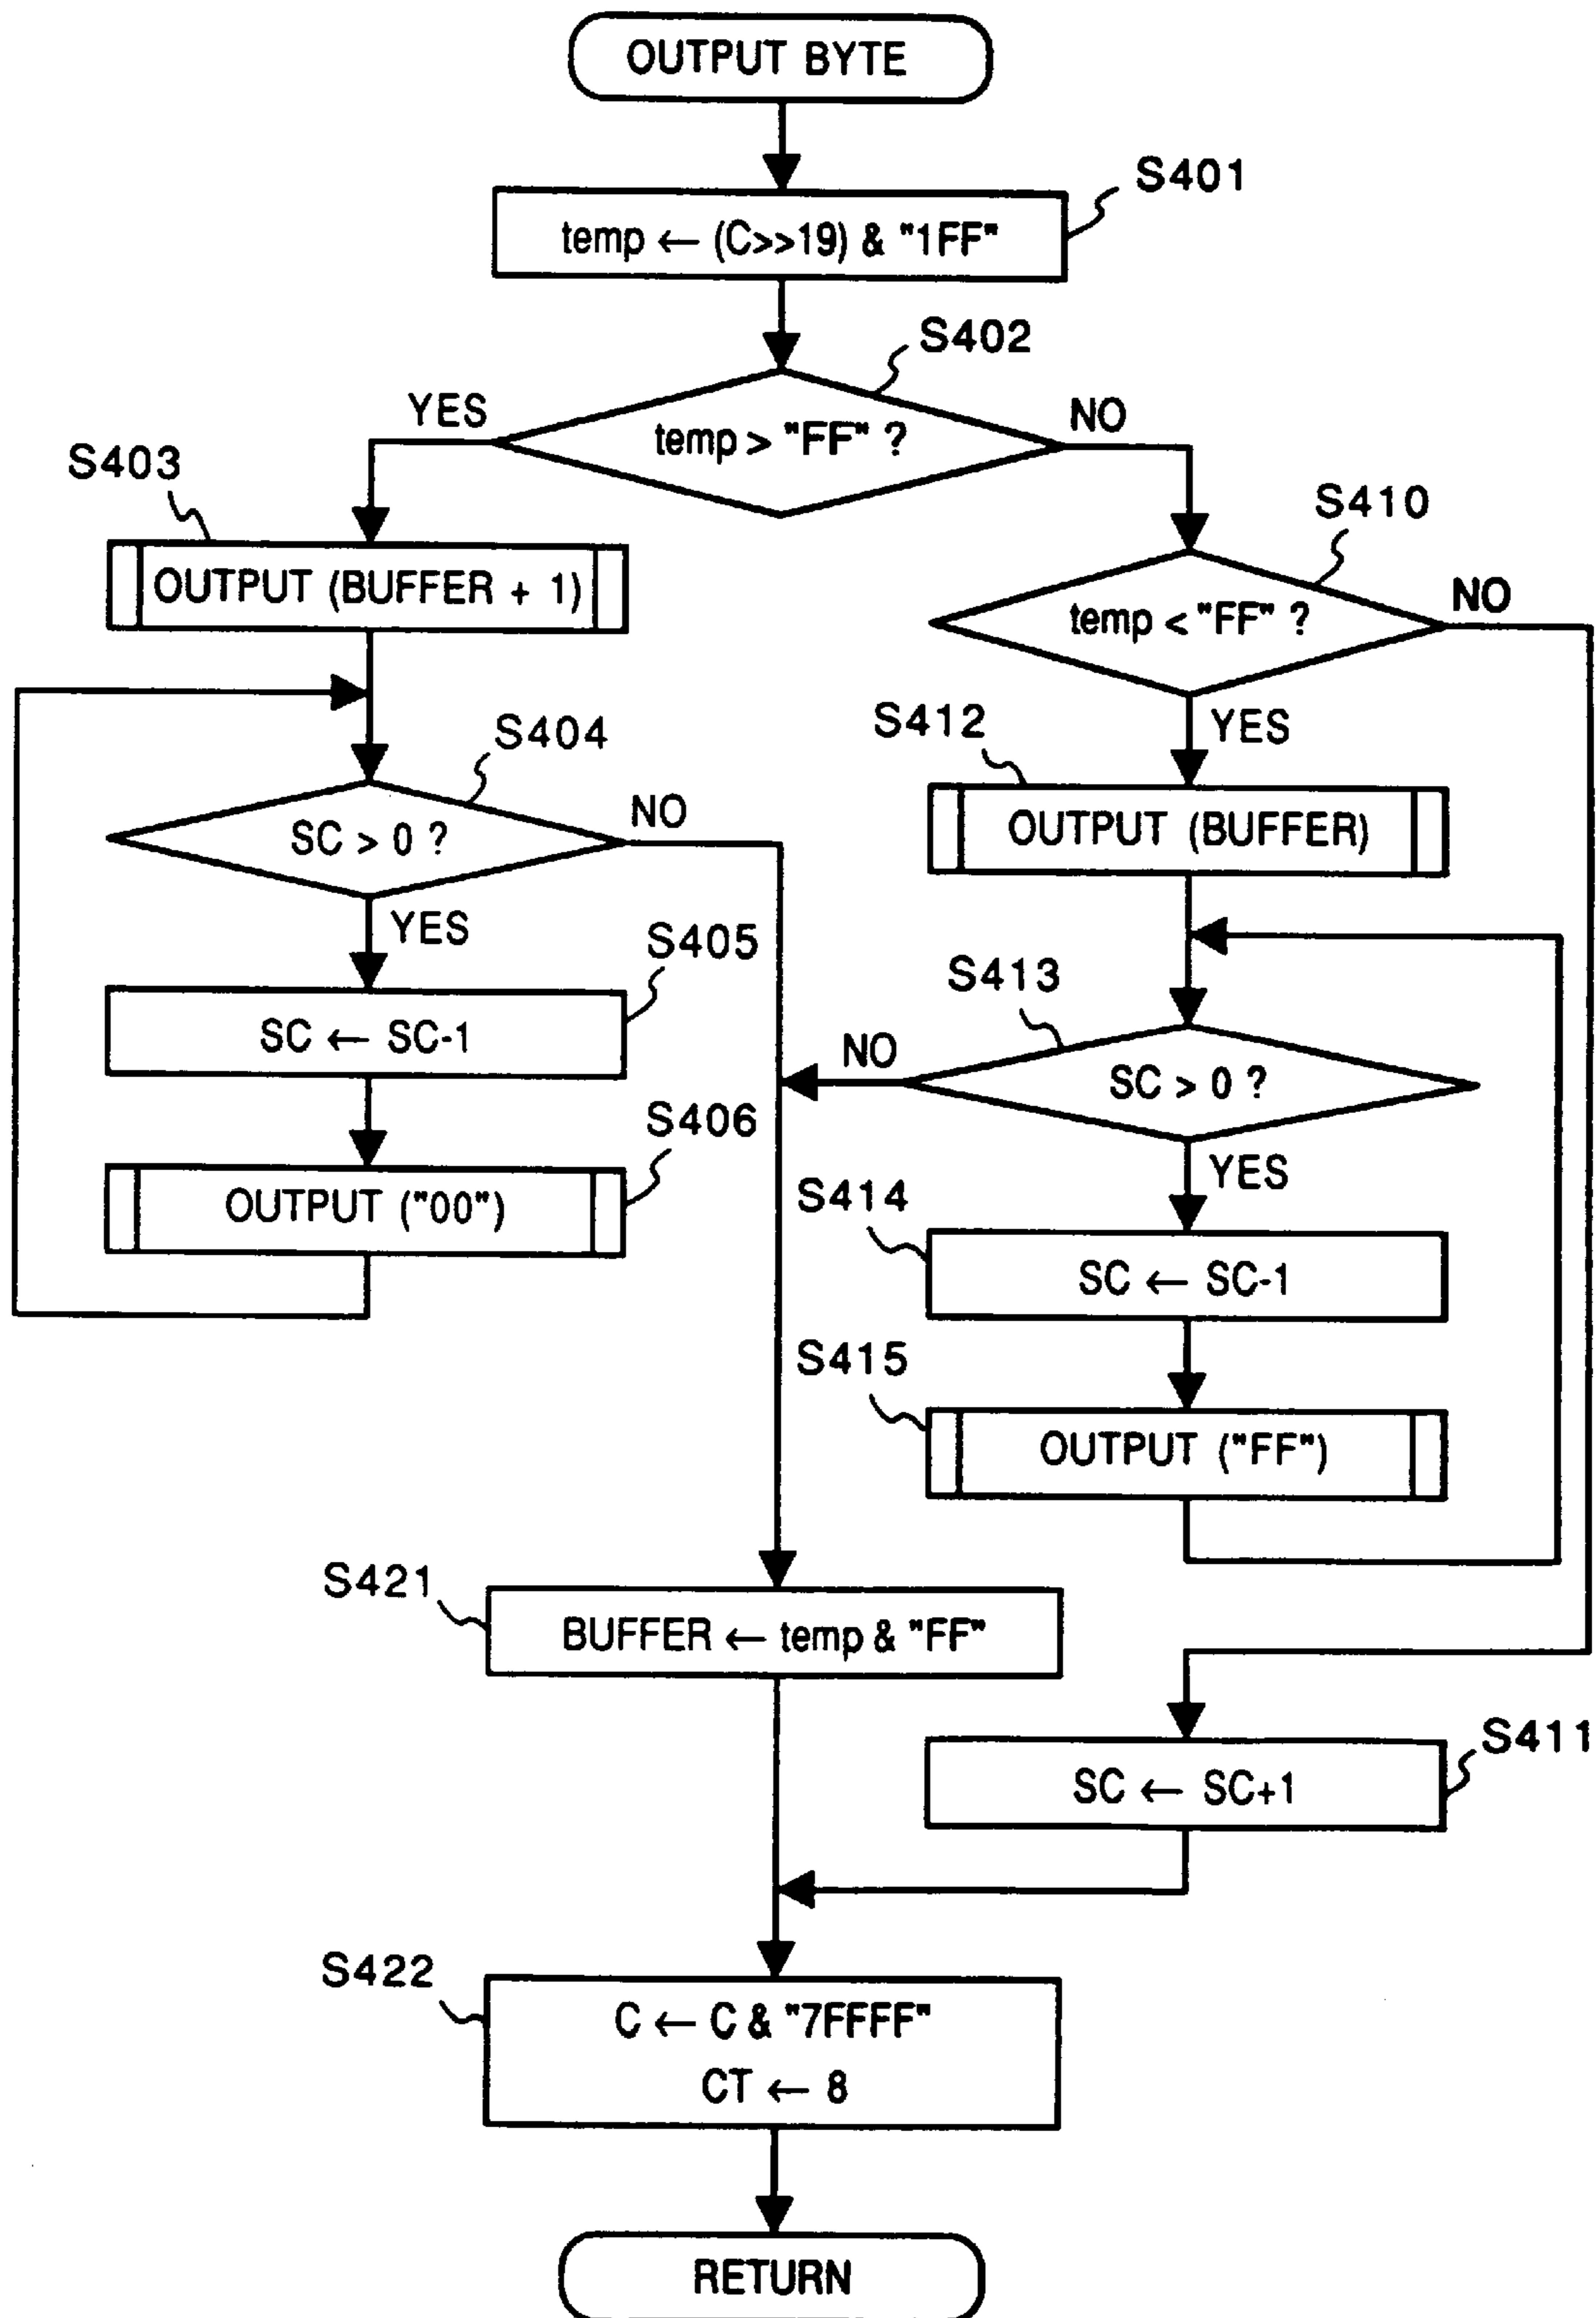 OUTPUT BYTE
S401
temp ← (C>>19) & "1FF"
S402
YES
temp > "FF" ?
NO
S403
OUTPUT (BUFFER + 1)
S410
temp < "FF" ?
NO
S404
SC > 0 ?
NO
YES
S412
YES
OUTPUT (BUFFER)
S405
SC ← SC-1
S413
NO
SC > 0 ?
YES
S406
OUTPUT ("00")
S414
SC ← SC-1
S415
OUTPUT ("FF")
S421
BUFFER ← temp & "FF"
S411
SC ← SC+1
S422
C ← C & "7FFFF"
CT ← 8
RETURN